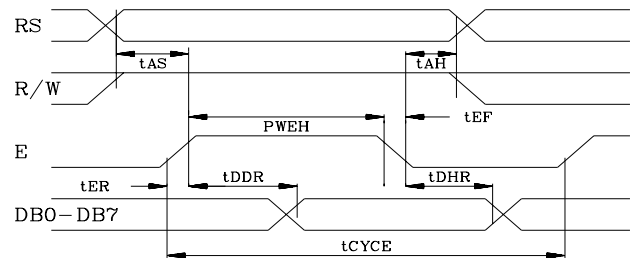 RS
tAS
tAH
R/W
PWEH
tEF
E
tER
tDDR
tDHR
DB0-DB7
tCYCE